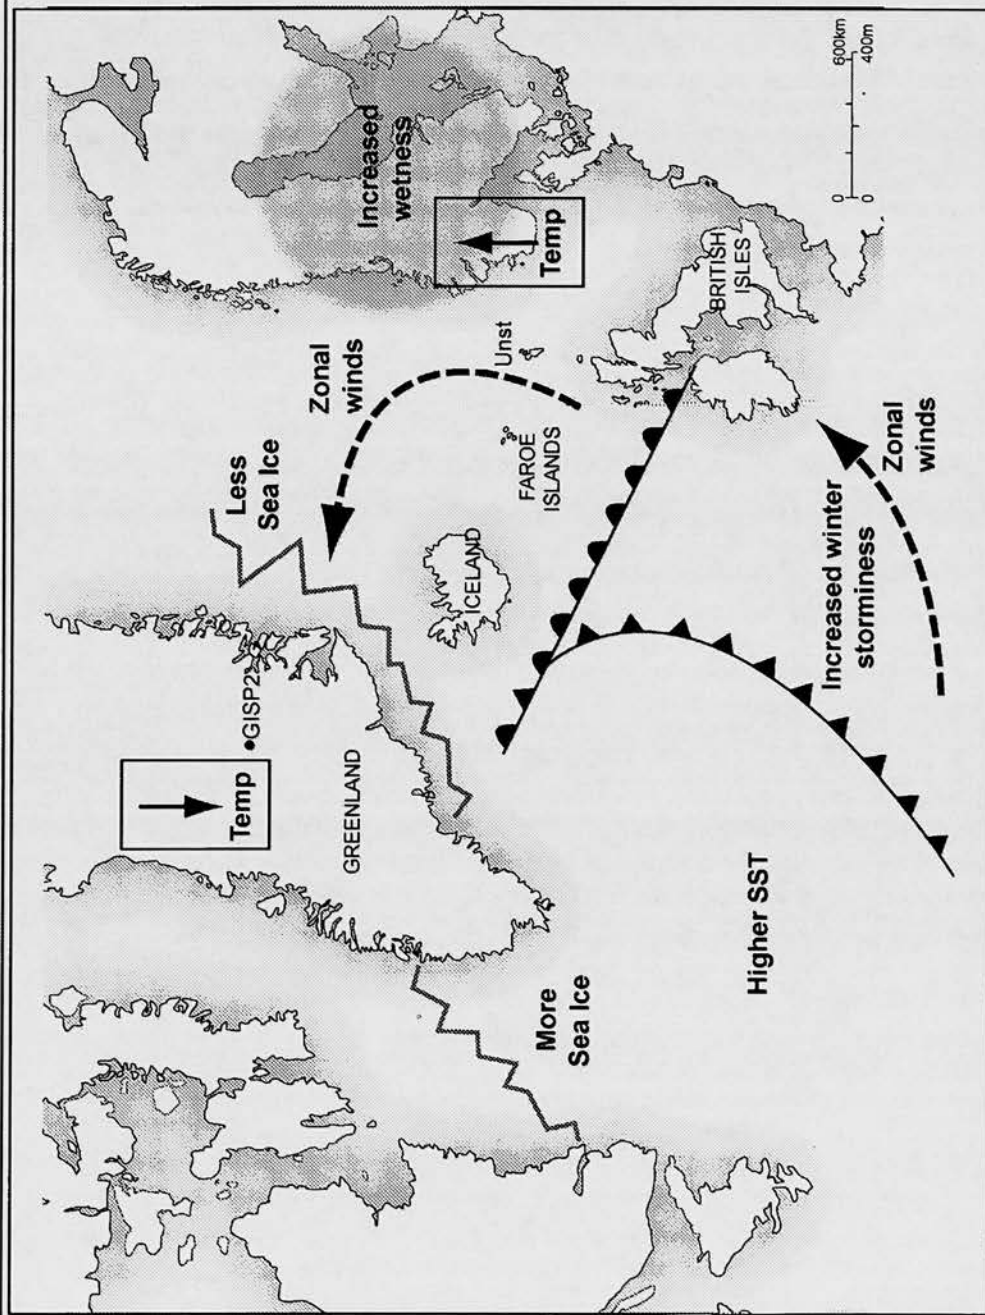 Increased
wetness
Temp
Zonal
winds
Less
Sea Ice
Unst
FAROE
ISLANDS
BRITISH
ISLES
ICELAND
GISP2
Temp
GREENLAND
Increased winter
storminess
Zonal
winds
More
Sea Ice
Higher SST
0 600km
0 400m